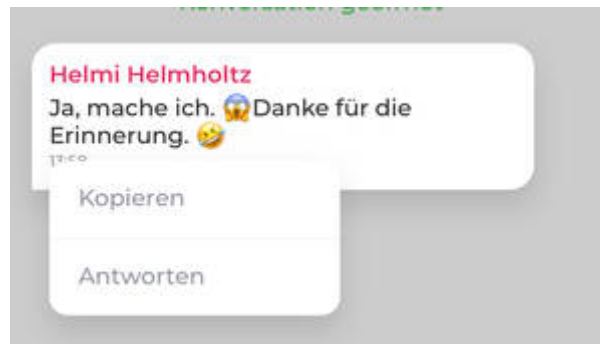 Helmi Helmholtz
Ja, mache ich. 😱Danke für die
Erinnerung. 🤣
Kopieren
Antworten